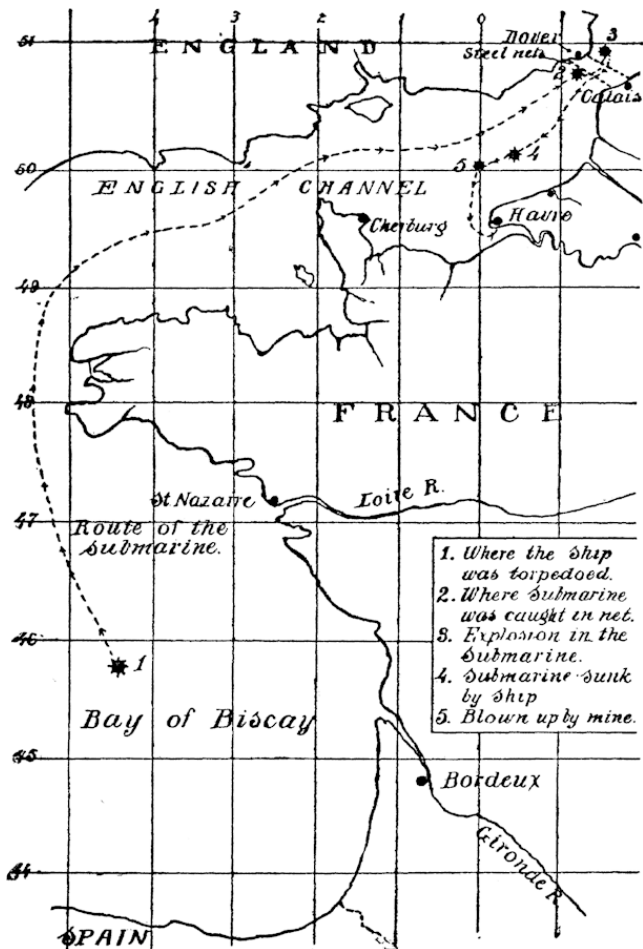 4 3 2 1 0
51 ENGLAND Dover 3
Steel nets
2
Calais
5 4
50
ENGLISH CHANNEL
Havre
Cherburg
49
48 FRANCE
St Nazaire Loire R.
47
Route of the
submarine.
1. Where the ship
was torpedoed.
2. Where submarine
was caught in net.
3. Explosion in the
submarine.
4. Submarine sunk
by ship
5. Blown up by mine.
46
1
Bay of Biscay
45
Bordeux
Gironde R.
44
SPAIN